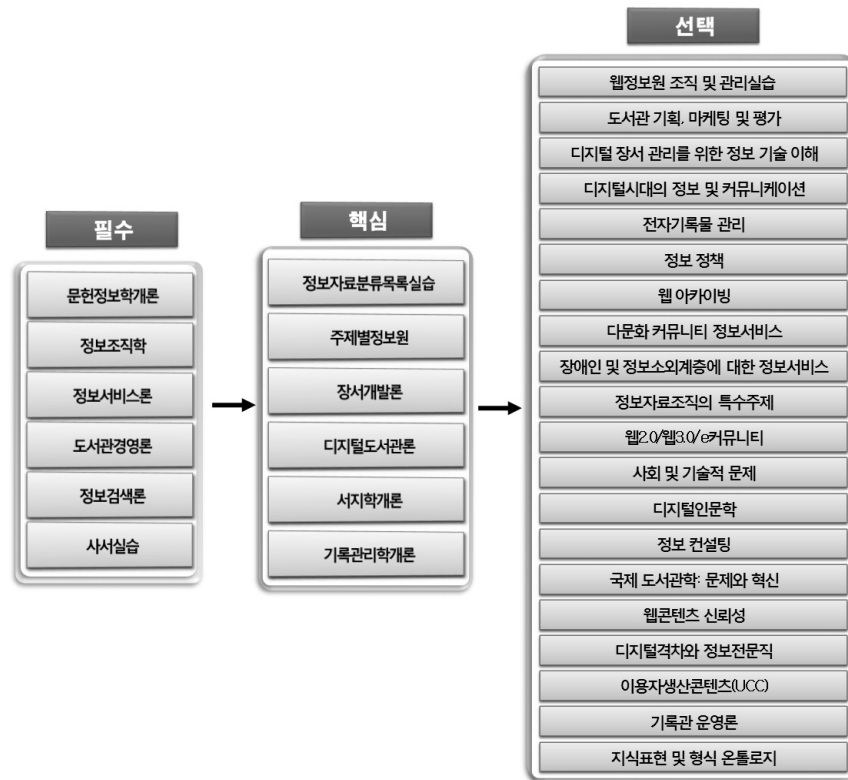 필수
문헌정보학개론
정보조직학
정보서비스론
도서관경영론
정보검색론
사서실습
핵심
정보자료분류목록실습
주제별정보원
장서개발론
디지털도서관론
서지학개론
기록관리학개론
선택
웹정보원 조직 및 관리실습
도서관 기획, 마케팅 및 평가
디지털 장서 관리를 위한 정보 기술 이해
디지털시대의 정보 및 커뮤니케이션
전자기록물 관리
정보 정책
웹 아카이빙
다문화 커뮤니티 정보서비스
장애인 및 정보소외계층에 대한 정보서비스
정보자료조직의 특수주제
웹2.0/웹3.0/e커뮤니티
사회 및 기술적 문제
디지털인문학
정보 컨설팅
국제 도서관학: 문제와 혁신
웹콘텐츠 신뢰성
디지털격차와 정보전문직
이용자생산콘텐츠(UCC)
기록관 운영론
지식표현 및 형식 온톨로지